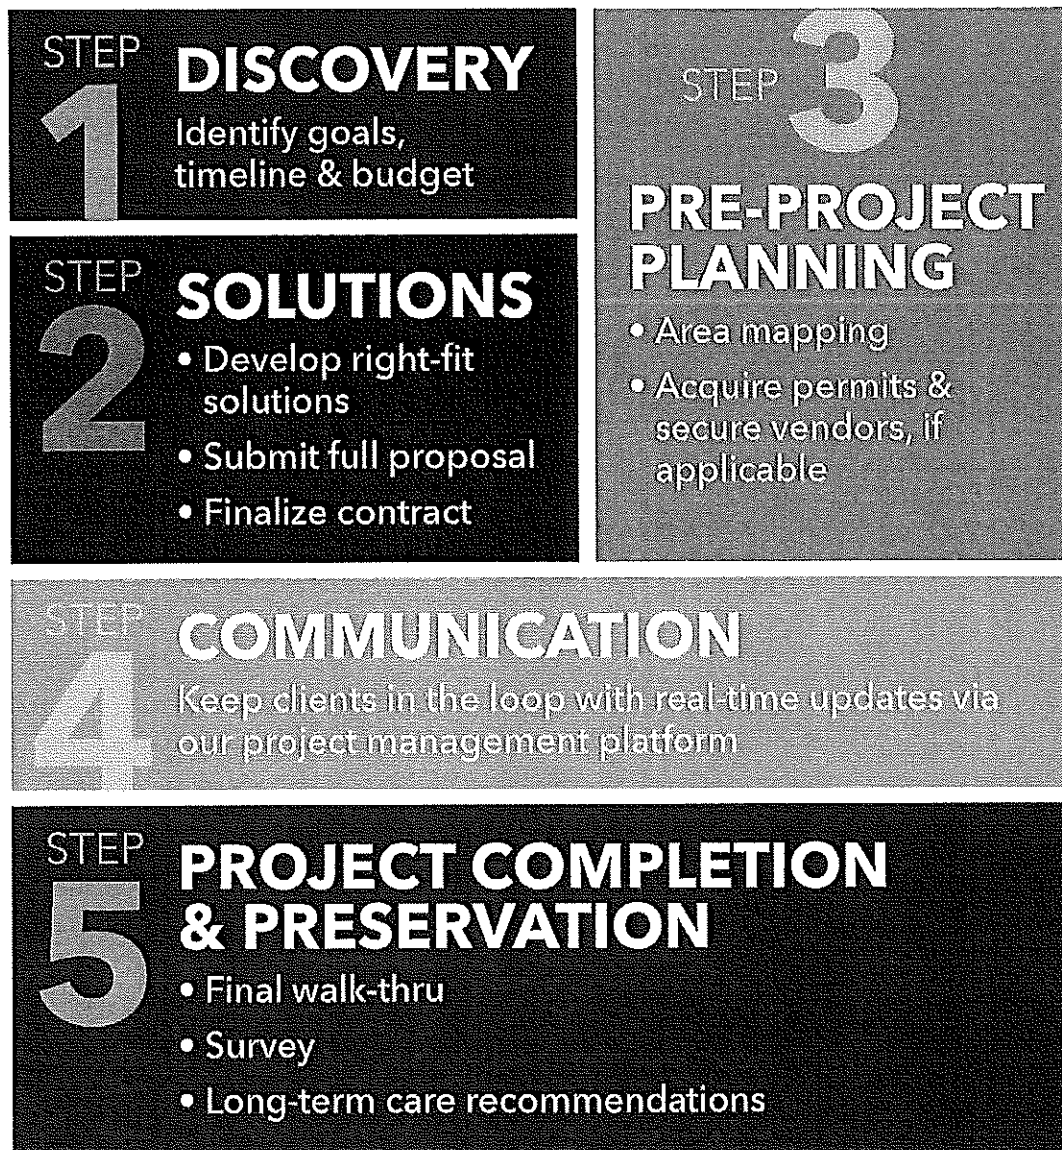 STEP
1
DISCOVERY
Identify goals,
timeline & budget
STEP
2
SOLUTIONS
• Develop right-fit
solutions
• Submit full proposal
• Finalize contract
STEP 3
PRE-PROJECT
PLANNING
• Area mapping
• Acquire permits &
secure vendors, if
applicable
STEP
4
COMMUNICATION
Keep clients in the loop with real-time updates via
our project management platform
STEP
5
PROJECT COMPLETION
& PRESERVATION
• Final walk-thru
• Survey
• Long-term care recommendations